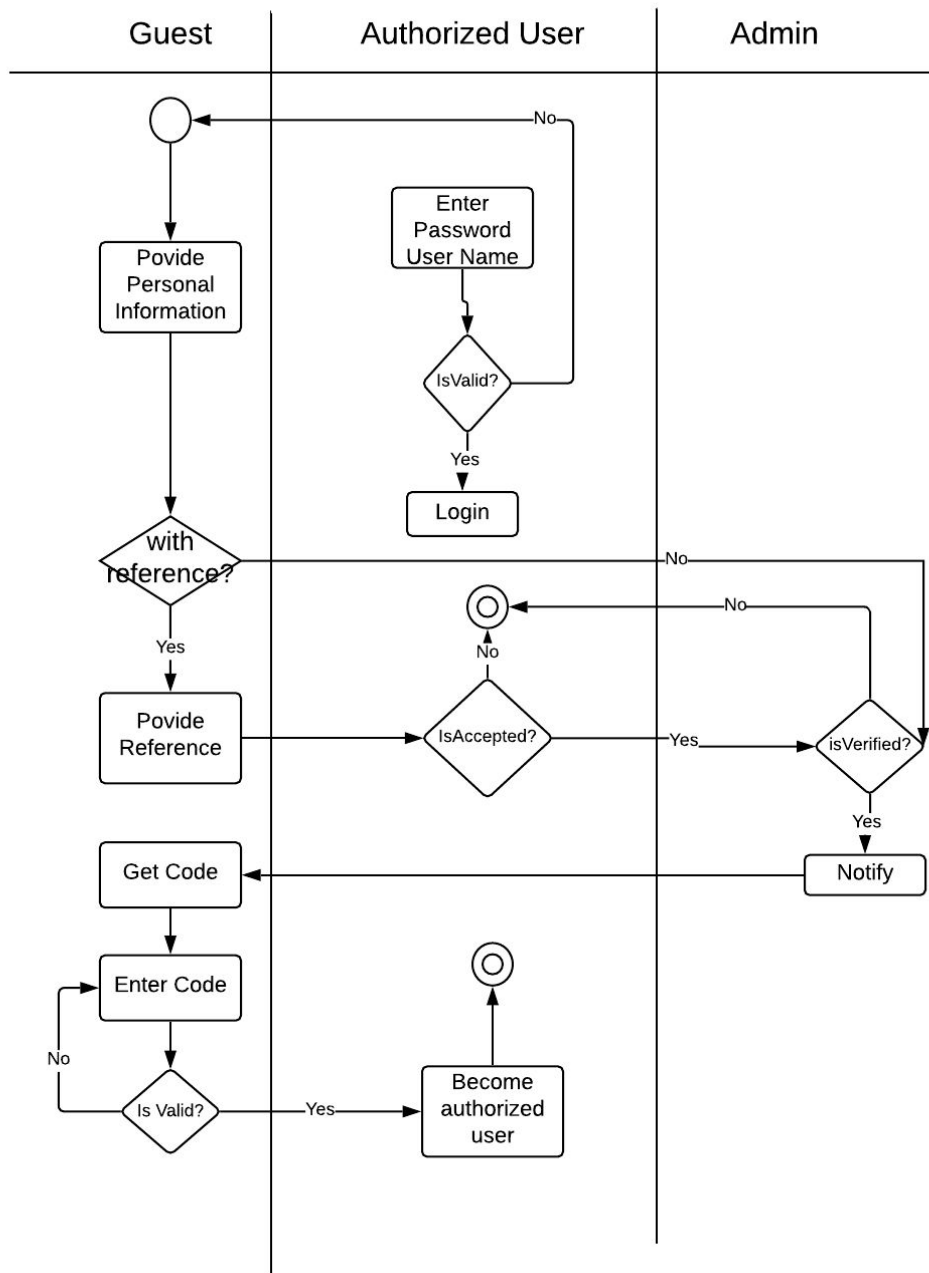 Guest
Authorized User
Admin
No
Enter
Password
User Name
Povide
Personal
Information
IsValid?
Yes
Login
with
reference?
No
No
Yes
No
Povide
Reference
IsAccepted?
Yes
isVerified?
Yes
Get Code
Notify
Enter Code
No
Is Valid?
Yes
Become
authorized
user